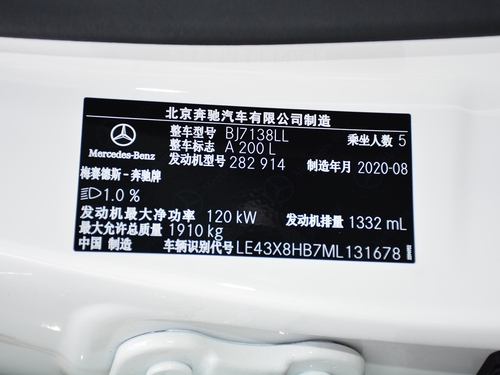 北京奔驰汽车有限公司制造
整车型号 BJ7138LL 乘坐人数 5
整车标志 A 200 L
Mercedes-Benz 发动机型号 282 914 制造年月 2020-08
梅赛德斯-奔驰牌
1.0 %
发动机最大净功率 120 kW 发动机排量 1332 mL
最大允许总质量 1910 kg
中国 制造 车辆识别代号 LE43X8HB7ML131678